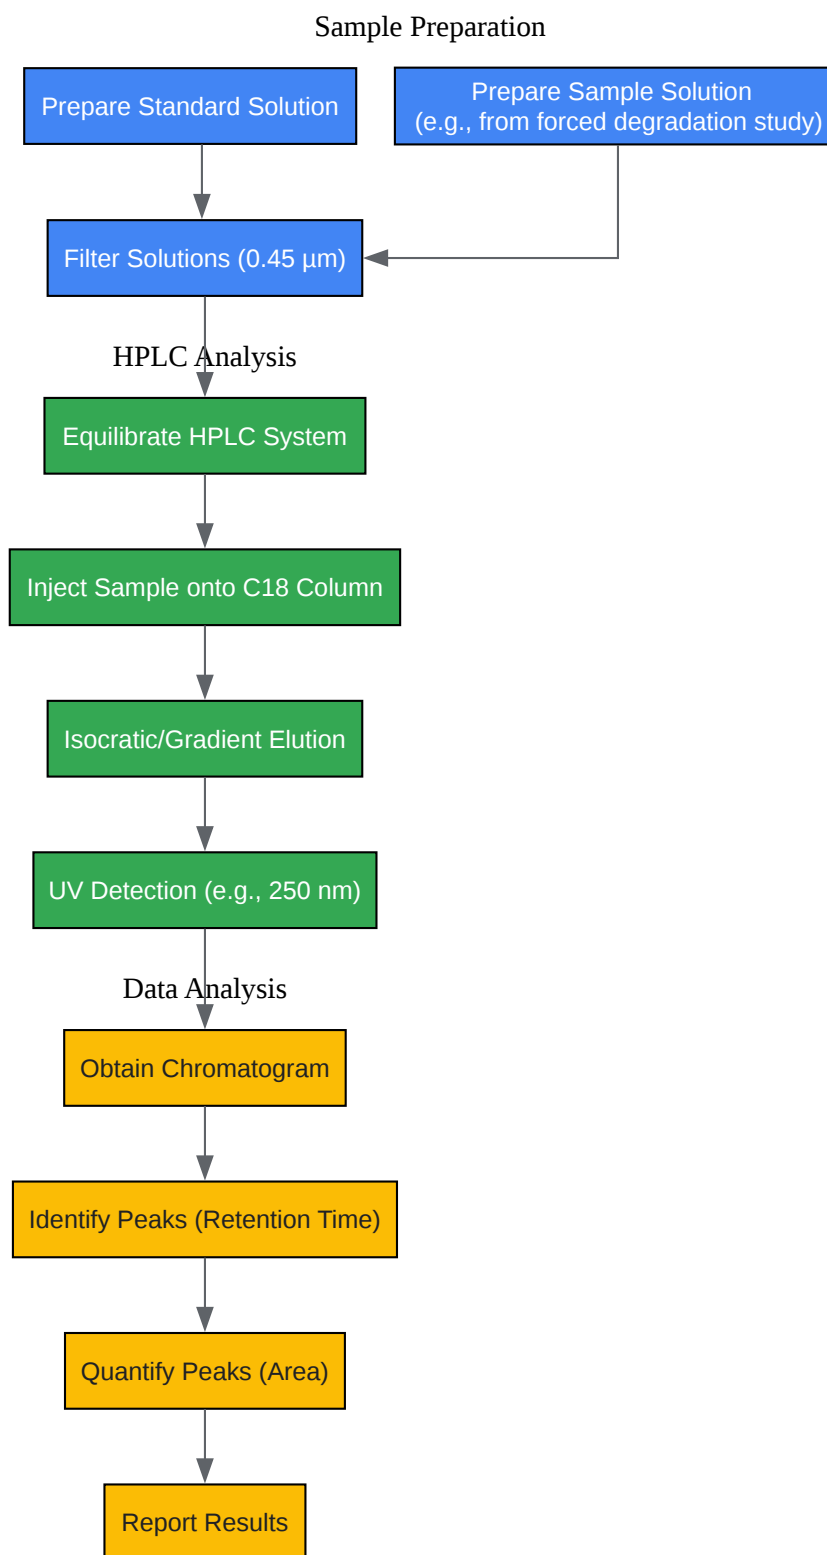 Sample Preparation
Prepare Standard Solution
Prepare Sample Solution
(e.g., from forced degradation study)
Filter Solutions (0.45 µm)
HPLC Analysis
Equilibrate HPLC System
Inject Sample onto C18 Column
Isocratic/Gradient Elution
UV Detection (e.g., 250 nm)
Data Analysis
Obtain Chromatogram
Identify Peaks (Retention Time)
Quantify Peaks (Area)
Report Results